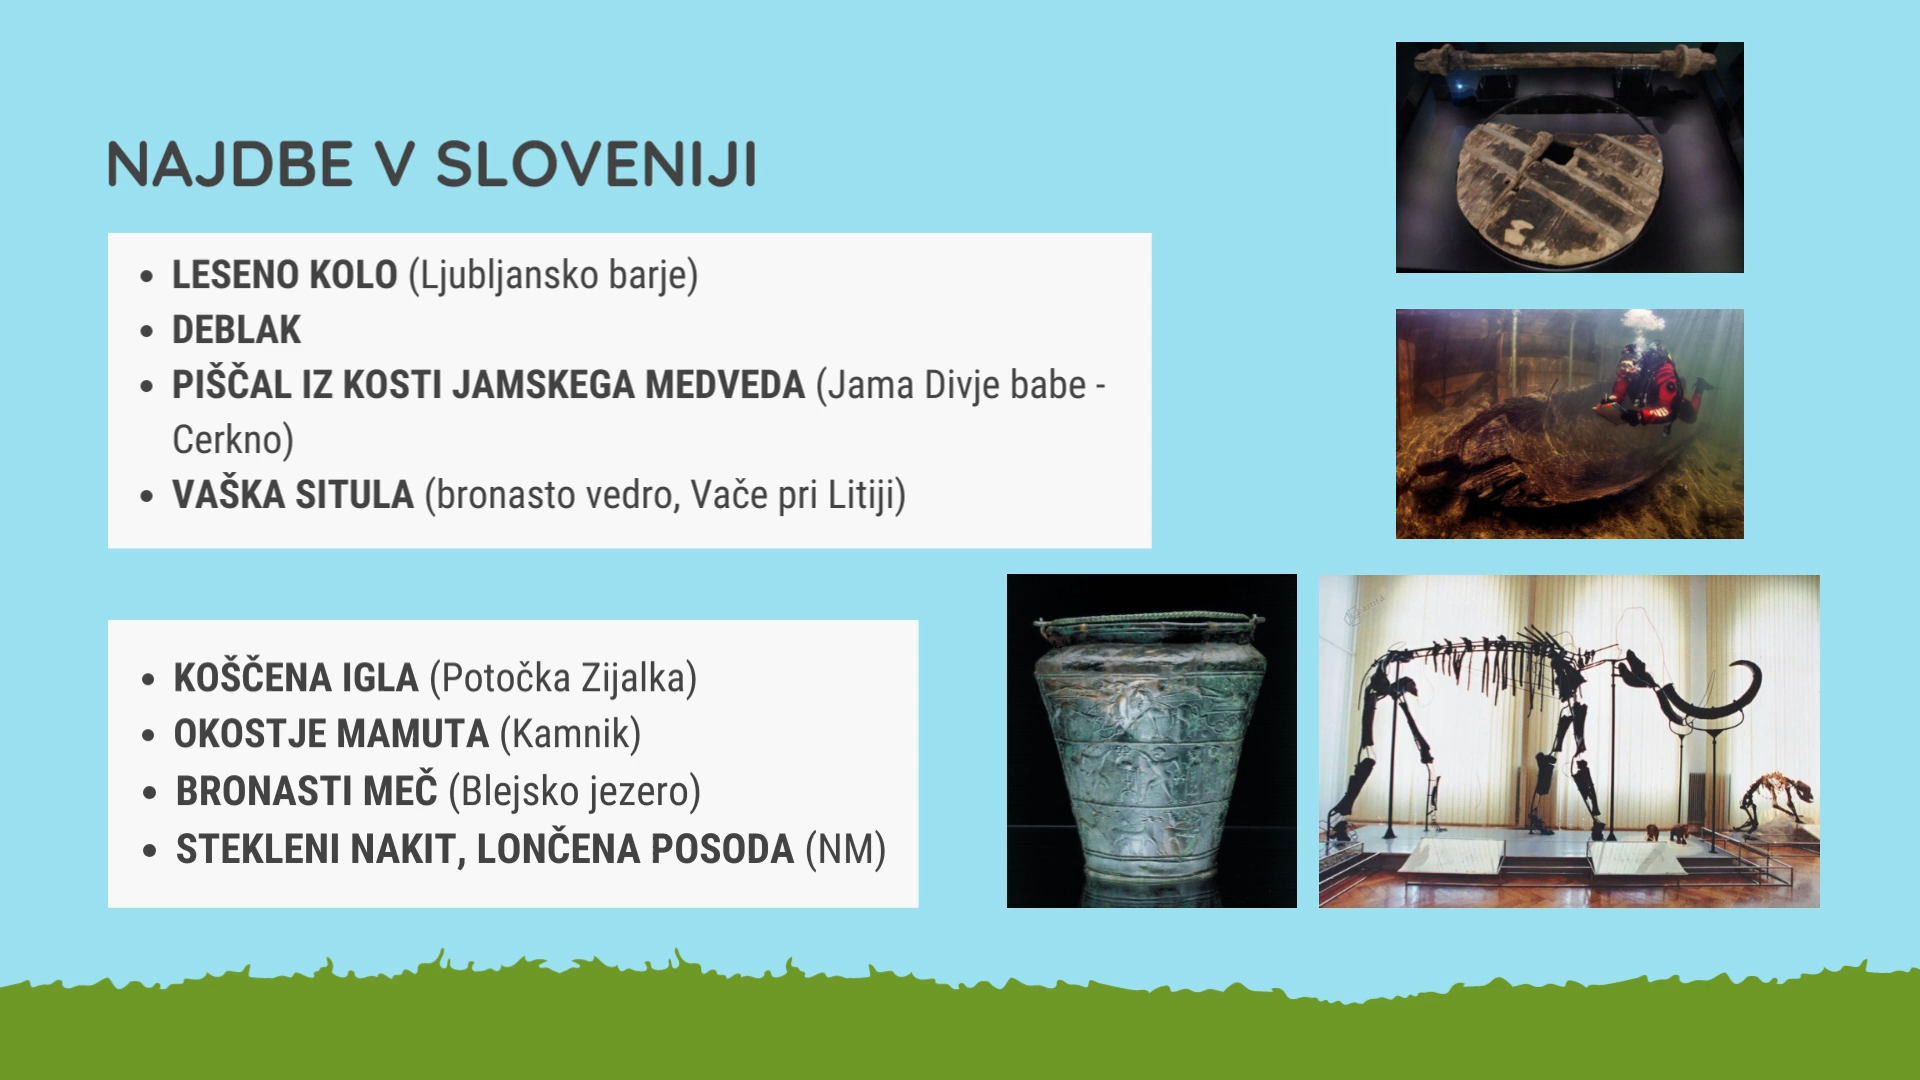 NAJDBE V SLOVENIJI
• LESENO KOLO (Ljubljansko barje)
• DEBLAK
• PIŠČAL IZ KOSTI JAMSKEGA MEDVEDA (Jama Divje babe -
Cerkno)
• VAŠKA SITULA (bronasto vedro, Vače pri Litiji)
• KOŠČENA IGLA (Potočka Zijalka)
• OKOSTJE MAMUTA (Kamnik)
• BRONASTI MEČ (Blejsko jezero)
• STEKLENI NAKIT, LONČENA POSODA (NM)